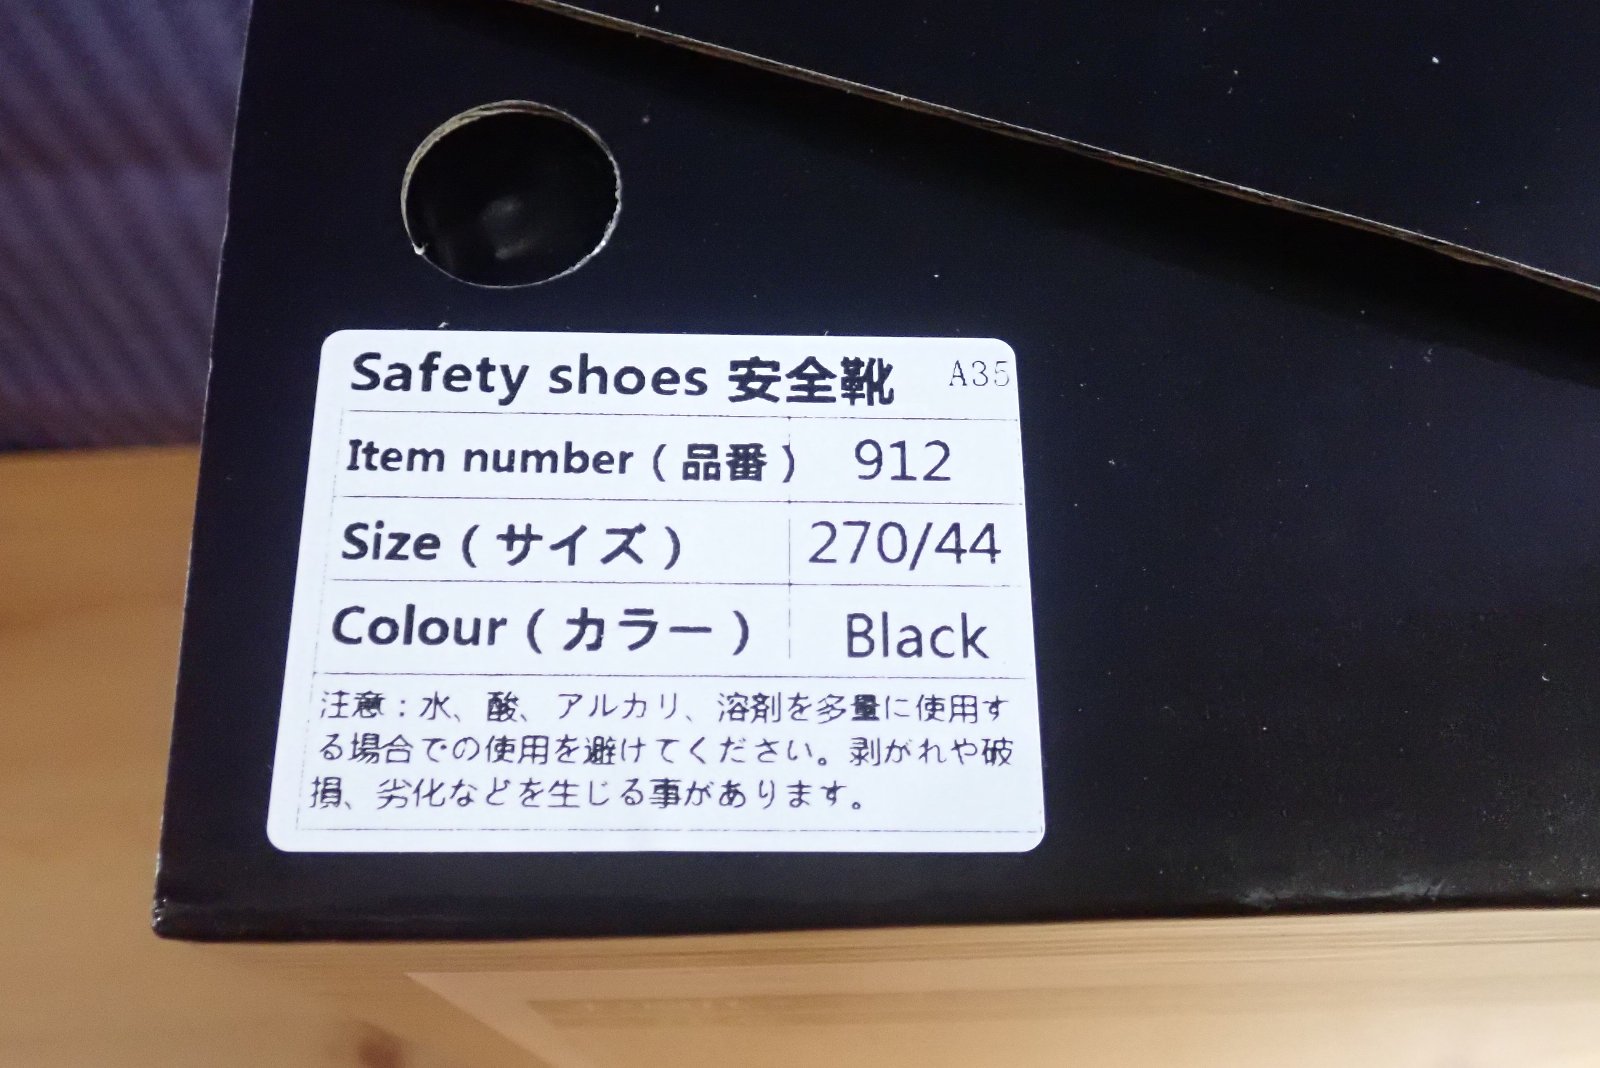 Safety shoes 安全靴 A35
Item number（品番） 912
Size（サイズ） 270/44
Colour（カラー） Black
注意：水、酸、アルカリ、溶剤を多量に使用す
る場合での使用を避けてください。剥がれや破
損、劣化などを生じる事があります。